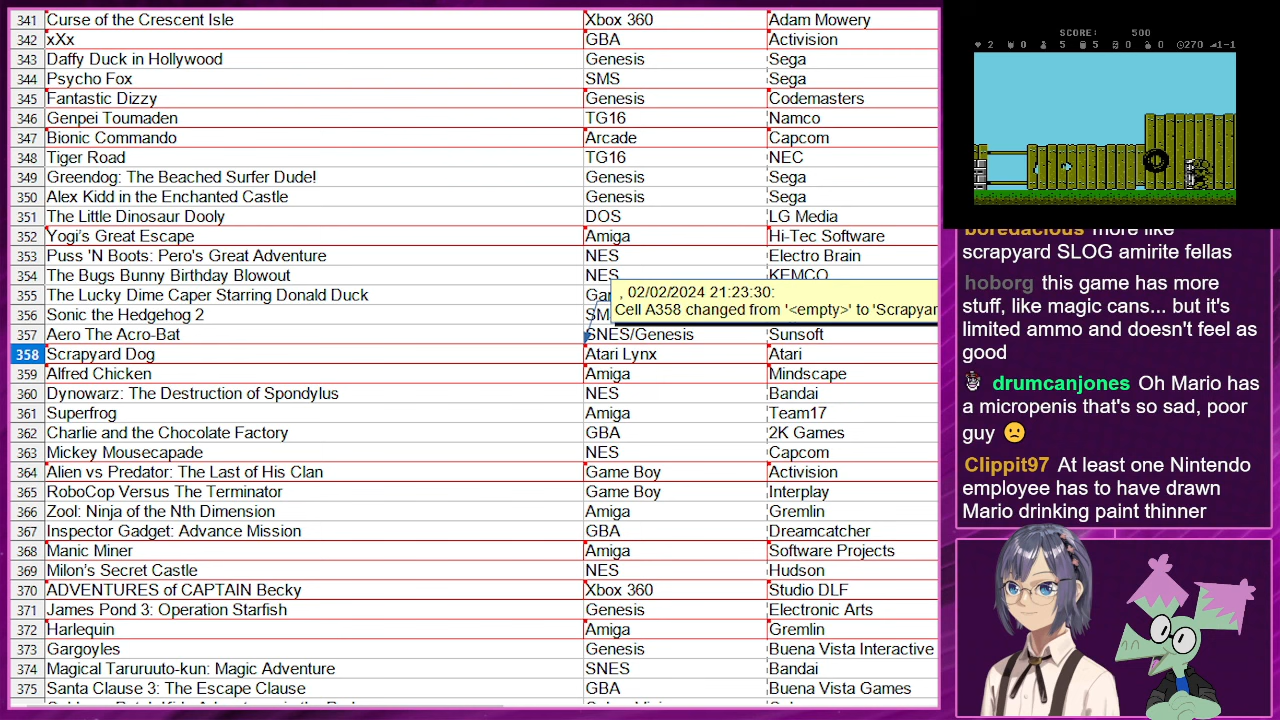 341 Curse of the Crescent Isle Xbox 360 Adam Mowery
342 xXx GBA Activision
343 Daffy Duck in Hollywood Genesis Sega
344 Psycho Fox SMS Sega
345 Fantastic Dizzy Genesis Codemasters
346 Genpei Toumaden TG16 Namco
347 Bionic Commando Arcade Capcom
348 Tiger Road TG16 NEC
349 Greendog: The Beached Surfer Dude! Genesis Sega
350 Alex Kidd in the Enchanted Castle Genesis Sega
351 The Little Dinosaur Dooly DOS LG Media
352 Yogi's Great Escape Amiga Hi-Tec Software
353 Puss 'N Boots: Pero's Great Adventure NES Electro Brain
354 The Bugs Bunny Birthday Blowout NES KEMCO
355 The Lucky Dime Caper Starring Donald Duck
356 Sonic the Hedgehog 2
, 02/02/2024 21:23:30:
Cell A358 changed from '<empty>' to 'Scrapyar
357 Aero The Acro-Bat SNES/Genesis Sunsoft
358 Scrapyard Dog Atari Lynx Atari
359 Alfred Chicken Amiga Mindscape
360 Dynowarz: The Destruction of Spondylus NES Bandai
361 Superfrog Amiga Team17
362 Charlie and the Chocolate Factory GBA 2K Games
363 Mickey Mousecapade NES Capcom
364 Alien vs Predator: The Last of His Clan Game Boy Activision
365 RoboCop Versus The Terminator Game Boy Interplay
366 Zool: Ninja of the Nth Dimension Amiga Gremlin
367 Inspector Gadget: Advance Mission GBA Dreamcatcher
368 Manic Miner Amiga Software Projects
369 Milon's Secret Castle NES Hudson
370 ADVENTURES of CAPTAIN Becky Xbox 360 Studio DLF
371 James Pond 3: Operation Starfish Genesis Electronic Arts
372 Harlequin Amiga Gremlin
373 Gargoyles Genesis Buena Vista Interactive
374 Magical Taruruuto-kun: Magic Adventure SNES Bandai
375 Santa Clause 3: The Escape Clause GBA Buena Vista Games
SCORE: 500
2 0 5 5 0 0 270 1-1
boredacious more like
scrapyard SLOG amirite fellas
hoborg this game has more
stuff, like magic cans... but it's
limited ammo and doesn't feel as
good
drumcanjones Oh Mario has
a micropenis that's so sad, poor
guy 🙁
Clippit97 At least one Nintendo
employee has to have drawn
Mario drinking paint thinner